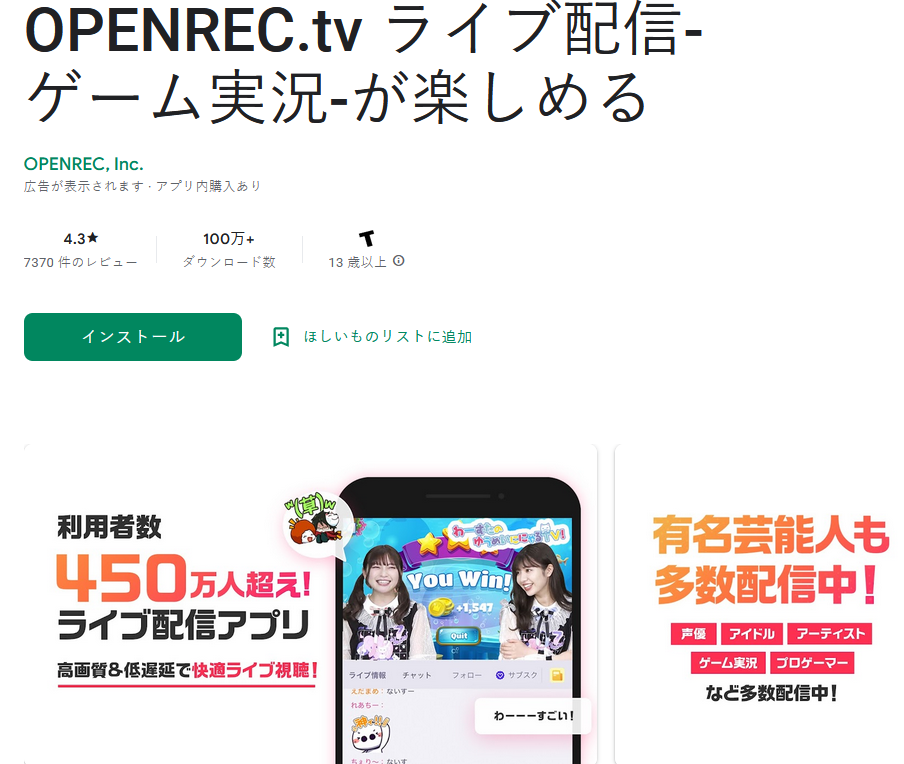 OPENREC.tv ライブ配信-
ゲーム実況-が楽しめる
OPENREC, Inc.
広告が表示されます · アプリ内購入あり
4.3★
7370 件のレビュー
100万+
ダウンロード数
13 歳以上
インストール
ほしいものリストに追加
利用者数
450万人超え!
ライブ配信アプリ
高画質&低遅延で快適ライブ視聴!
w(草)w
You Win!
+1,547
Quit
ライブ情報 チャット フォロー サブスク
えだまめ：ないすー
れあちー：
わーーーすごい!
ちぇりー：ないす
有名芸能人も
多数配信中!
声優 アイドル アーティスト
ゲーム実況 プロゲーマー
など多数配信中!